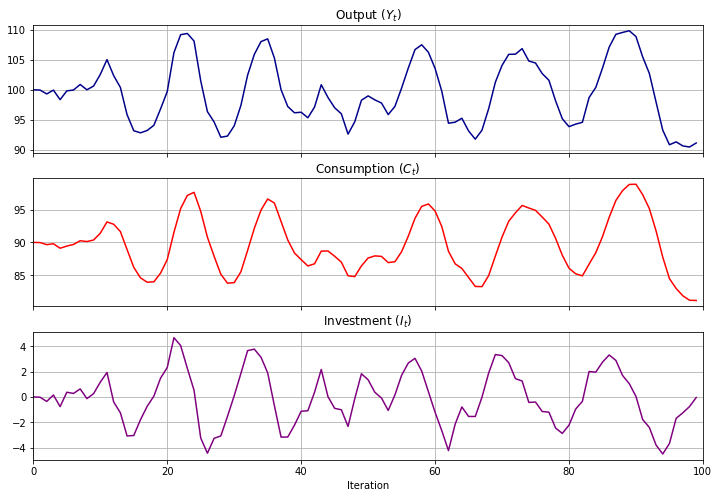 Output (Y_t)
110
105
100
95
90
Consumption (C_t)
95
90
85
Investment (I_t)
4
2
0
−2
−4
0 20 40 60 80 100
Iteration